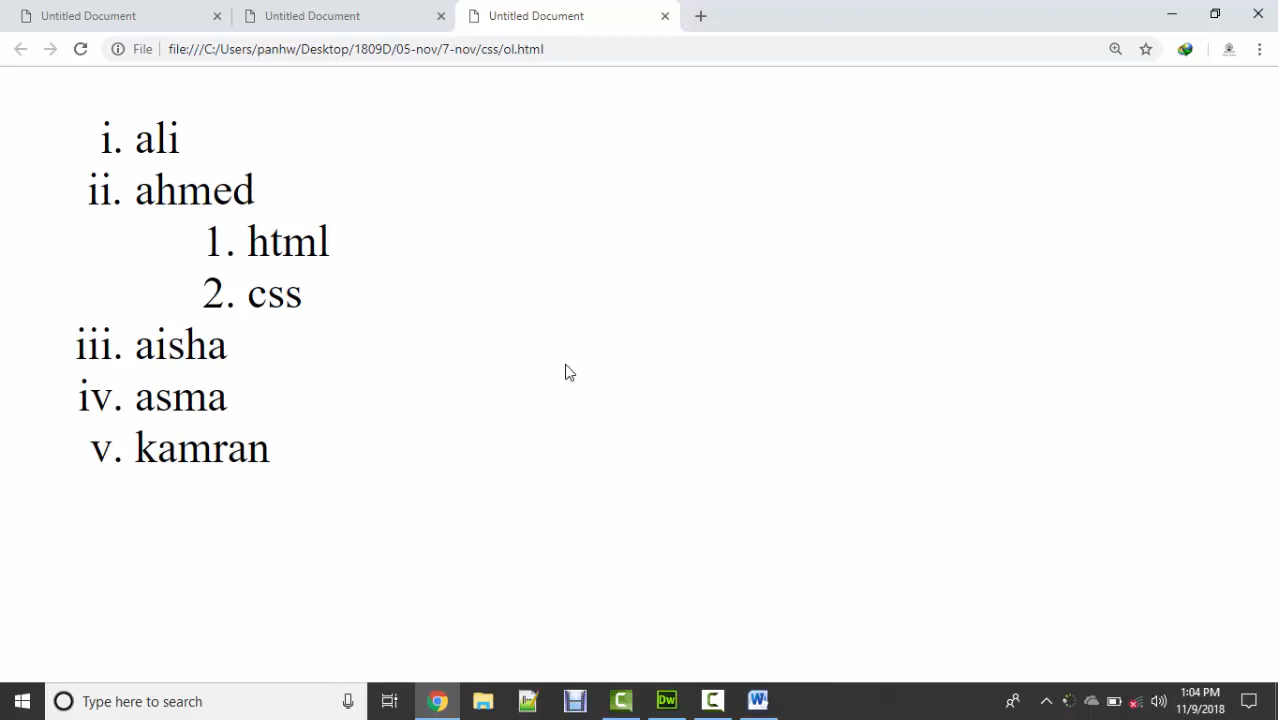 Untitled Document
Untitled Document
Untitled Document
File
file:///C:/Users/panhw/Desktop/1809D/05-nov/7-nov/css/ol.html
i. ali
ii. ahmed
1. html
2. css
iii. aisha
iv. asma
v. kamran
Type here to search
Dw
1:04 PM
11/9/2018